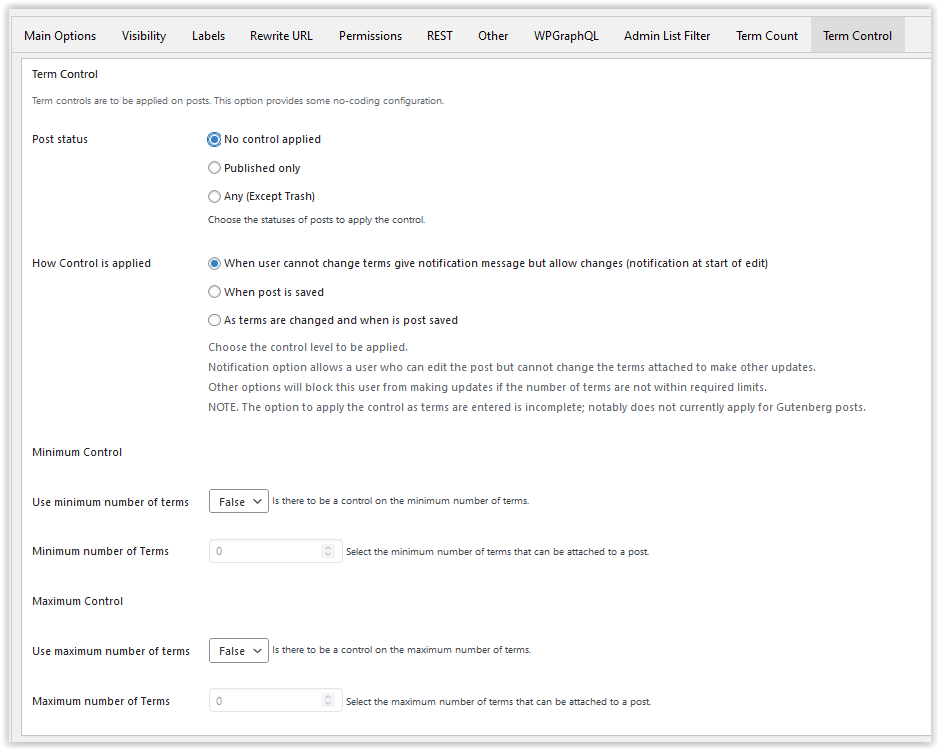 Main Options Visibility Labels Rewrite URL Permissions REST Other WPGraphQL Admin List Filter Term Count Term Control
Term Control
Term controls are to be applied on posts. This option provides some no-coding configuration.
Post status No control applied
Published only
Any (Except Trash)
Choose the statuses of posts to apply the control.
How Control is applied When user cannot change terms give notification message but allow changes (notification at start of edit)
When post is saved
As terms are changed and when is post saved
Choose the control level to be applied.
Notification option allows a user who can edit the post but cannot change the terms attached to make other updates.
Other options will block this user from making updates if the number of terms are not within required limits.
NOTE. The option to apply the control as terms are entered is incomplete; notably does not currently apply for Gutenberg posts.
Minimum Control
Use minimum number of terms False Is there to be a control on the minimum number of terms.
Minimum number of Terms 0 Select the minimum number of terms that can be attached to a post.
Maximum Control
Use maximum number of terms False Is there to be a control on the maximum number of terms.
Maximum number of Terms 0 Select the maximum number of terms that can be attached to a post.